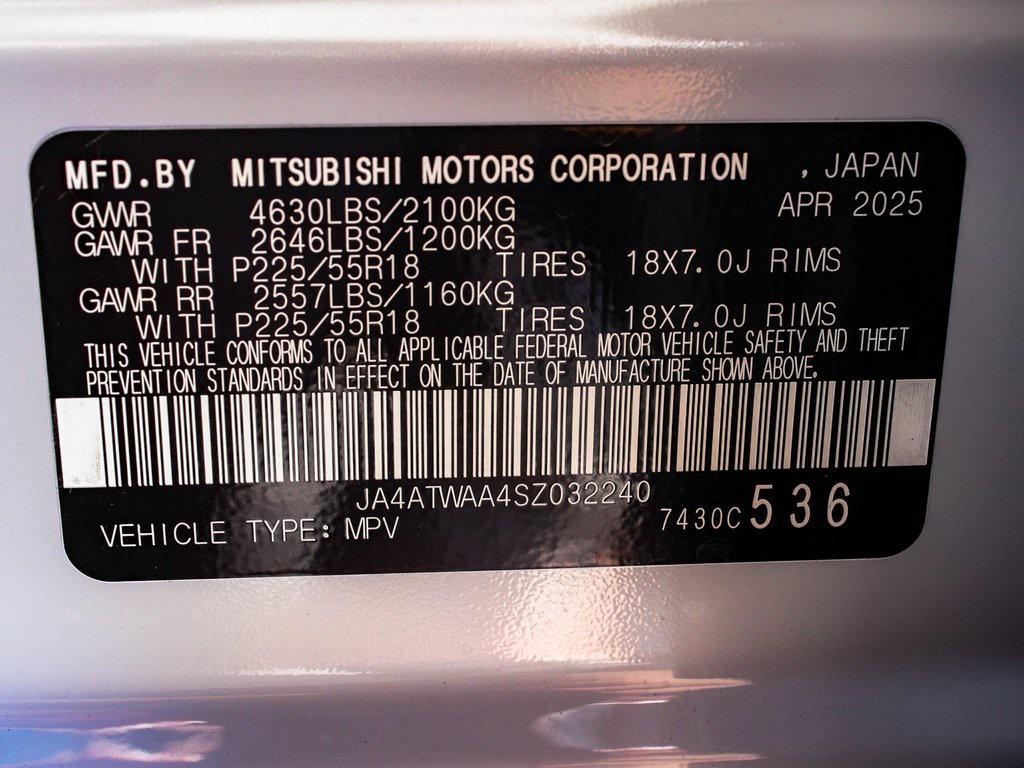 MFD.BY MITSUBISHI MOTORS CORPORATION , JAPAN
GVWR 4630LBS/2100KG APR 2025
GAWR FR 2646LBS/1200KG
WITH P225/55R18 TIRES 18X7.0J RIMS
GAWR RR 2557LBS/1160KG
WITH P225/55R18 TIRES 18X7.0J RIMS
THIS VEHICLE CONFORMS TO ALL APPLICABLE FEDERAL MOTOR VEHICLE SAFETY AND THEFT
PREVENTION STANDARDS IN EFFECT ON THE DATE OF MANUFACTURE SHOWN ABOVE.
JA4ATWAA4SZ032240
VEHICLE TYPE: MPV 7430C 536